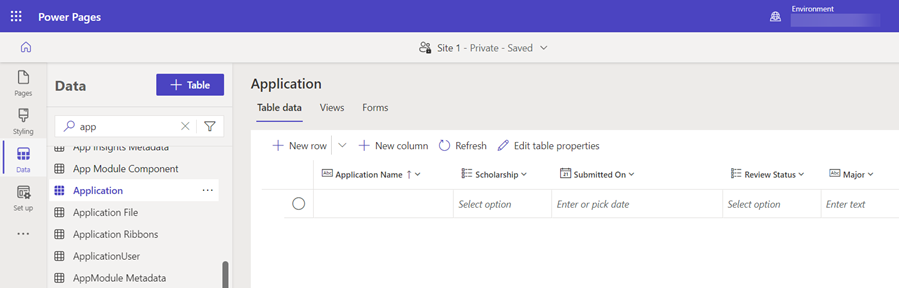 Power Pages
Environment
Site 1 - Private - Saved
Pages
Styling
Data
Set up
Data
+ Table
app
App Insights Metadata
App Module Component
Application
Application File
Application Ribbons
ApplicationUser
AppModule Metadata
Application
Table data Views Forms
New row New column Refresh Edit table properties
Abc Application Name ↑ Scholarship 21 Submitted On Review Status Abc Major
Select option Enter or pick date Select option Enter text